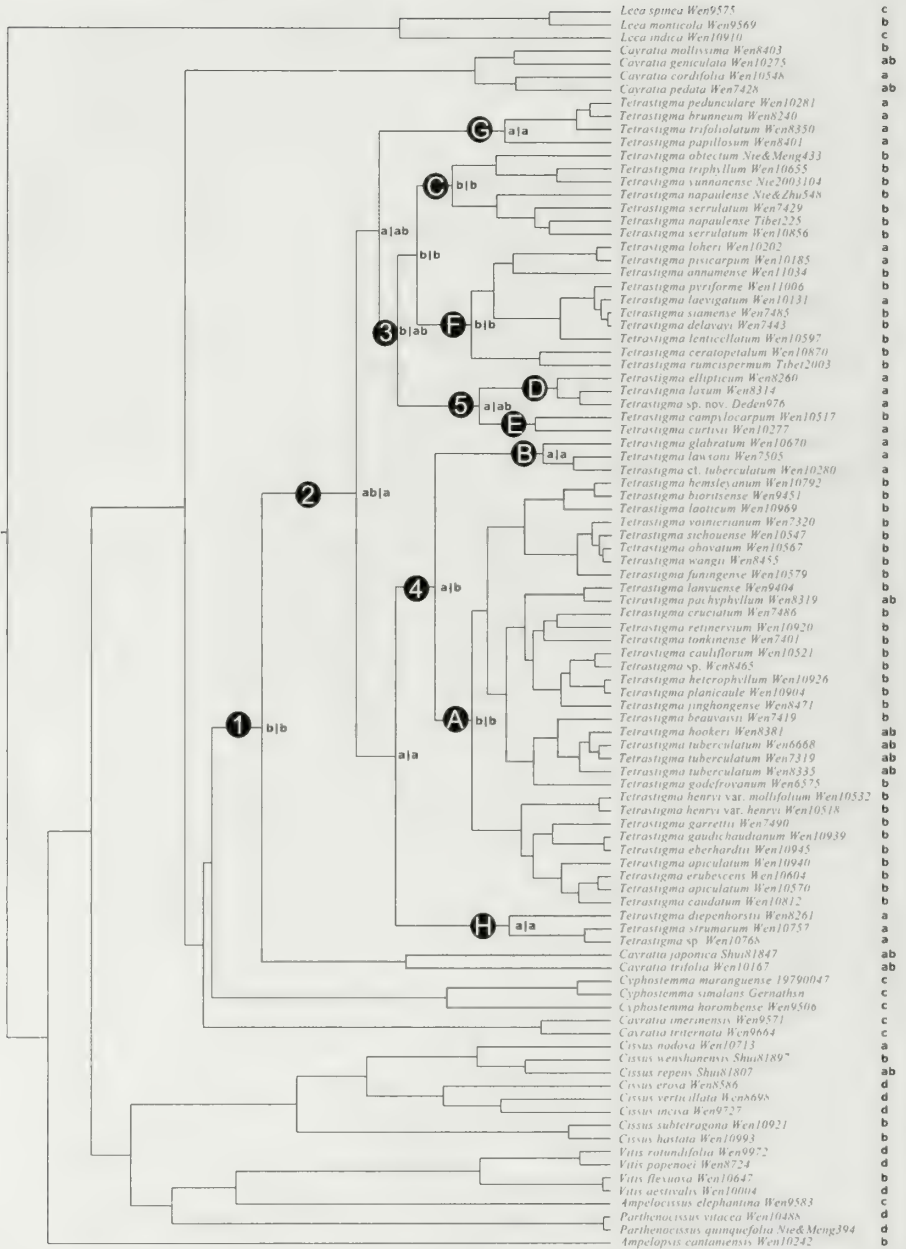 Leea spinea Wen9575 c
Leea monticola Wen9569 b
Leea indica Wen10910 c
Cayratia mollissima Wen8403 b
Cayratia geniculata Wen10275 ab
Cayratia cordifolia Wen10548 a
Cayratia pedata Wen7428 ab
Tetrastigma pedunculare Wen10281 a
Tetrastigma brunneum Wen8240 a
G a|a
Tetrastigma trifoliolatum Wen8350 a
Tetrastigma papillosum Wen8401 a
Tetrastigma obtectum Nie&Meng433 b
Tetrastigma triphyllum Wen10655 b
C b|b
Tetrastigma yunnanense Nie2003104 b
Tetrastigma napaulense Nie&Zhu548 b
Tetrastigma serrulatum Wen7429 b
Tetrastigma napaulense Tibet225 b
a|ab
Tetrastigma serrulatum Wen10856 b
Tetrastigma loheri Wen10202 a
b|b
Tetrastigma pisicarpum Wen10185 a
Tetrastigma annamense Wen11034 b
Tetrastigma pyriforme Wen11006 b
Tetrastigma laevigatum Wen10131 a
Tetrastigma siamense Wen7485 b
F b|b
Tetrastigma delavayi Wen7443 b
3 b|ab
Tetrastigma lenticellatum Wen10597 b
Tetrastigma ceratopetalum Wen10870 b
Tetrastigma rumcispermum Tibet2003 b
Tetrastigma ellipticum Wen8260 a
D
Tetrastigma laxum Wen8314 a
Tetrastigma sp. nov. Deden976 a
5 a|ab
Tetrastigma campylocarpum Wen10517 b
E
Tetrastigma curtisii Wen10277 a
Tetrastigma glabratum Wen10670 a
B a|a
Tetrastigma lawsoni Wen7505 a
Tetrastigma cf. tuberculatum Wen10280 a
Tetrastigma hemsleyanum Wen10792 b
2 ab|a
Tetrastigma bioritsense Wen9451 b
Tetrastigma laoticum Wen10969 b
Tetrastigma voinierianum Wen7320 b
Tetrastigma sichouense Wen10547 b
Tetrastigma obovatum Wen10567 b
Tetrastigma wangii Wen8455 b
Tetrastigma funingense Wen10579 b
4 a|b
Tetrastigma lanyuense Wen9404 b
Tetrastigma pachyphyllum Wen8319 ab
Tetrastigma cruciatum Wen7486 b
Tetrastigma retinervium Wen10920 b
Tetrastigma tonkinense Wen7401 b
Tetrastigma cauliflorum Wen10521 b
Tetrastigma sp. Wen8465 b
Tetrastigma heterophyllum Wen10926 b
Tetrastigma planicaule Wen10904 b
Tetrastigma jinghongense Wen8471 b
Tetrastigma beauvaisii Wen7419 b
A b|b
1 b|b
Tetrastigma hookeri Wen8381 ab
Tetrastigma tuberculatum Wen6668 ab
Tetrastigma tuberculatum Wen7319 ab
a|a
Tetrastigma tuberculatum Wen8335 ab
Tetrastigma godefroyanum Wen6575 b
Tetrastigma henryi var. mollifolium Wen10532 b
Tetrastigma henryi var. henryi Wen10518 b
Tetrastigma garrettii Wen7490 b
Tetrastigma gaudichaudianum Wen10939 b
Tetrastigma eberhardtii Wen10945 b
Tetrastigma apiculatum Wen10940 b
Tetrastigma erubescens Wen10604 b
Tetrastigma apiculatum Wen10570 b
Tetrastigma caudatum Wen10812 b
Tetrastigma diepenhorstii Wen8261 a
H a|a
Tetrastigma strumarum Wen10757 a
Tetrastigma sp Wen10768 a
Cayratia japonica Shui81847 ab
Cayratia trifolia Wen10167 ab
Cyphostemma maranguense 19790047 c
Cyphostemma simulans Gernathsn c
Cyphostemma horombense Wen9506 c
Cayratia imerinensis Wen9571 c
Cayratia triternata Wen9664 c
Cissus nodosa Wen10713 a
Cissus wenshanensis Shui81897 b
Cissus repens Shui81807 ab
Cissus erosa Wen8586 d
Cissus verticillata Wen8698 d
Cissus incisa Wen9727 d
Cissus subtetragona Wen10921 b
Cissus hastata Wen10993 b
Vitis rotundifolia Wen9972 d
Vitis popenoei Wen8724 d
Vitis flexuosa Wen10647 b
Vitis aestivalis Wen10004 d
Ampelocissus elephantina Wen9583 c
Parthenocissus vitacea Wen10488 d
Parthenocissus quinquefolia Nie&Meng394 d
Ampelopsis cantoniensis Wen10242 b